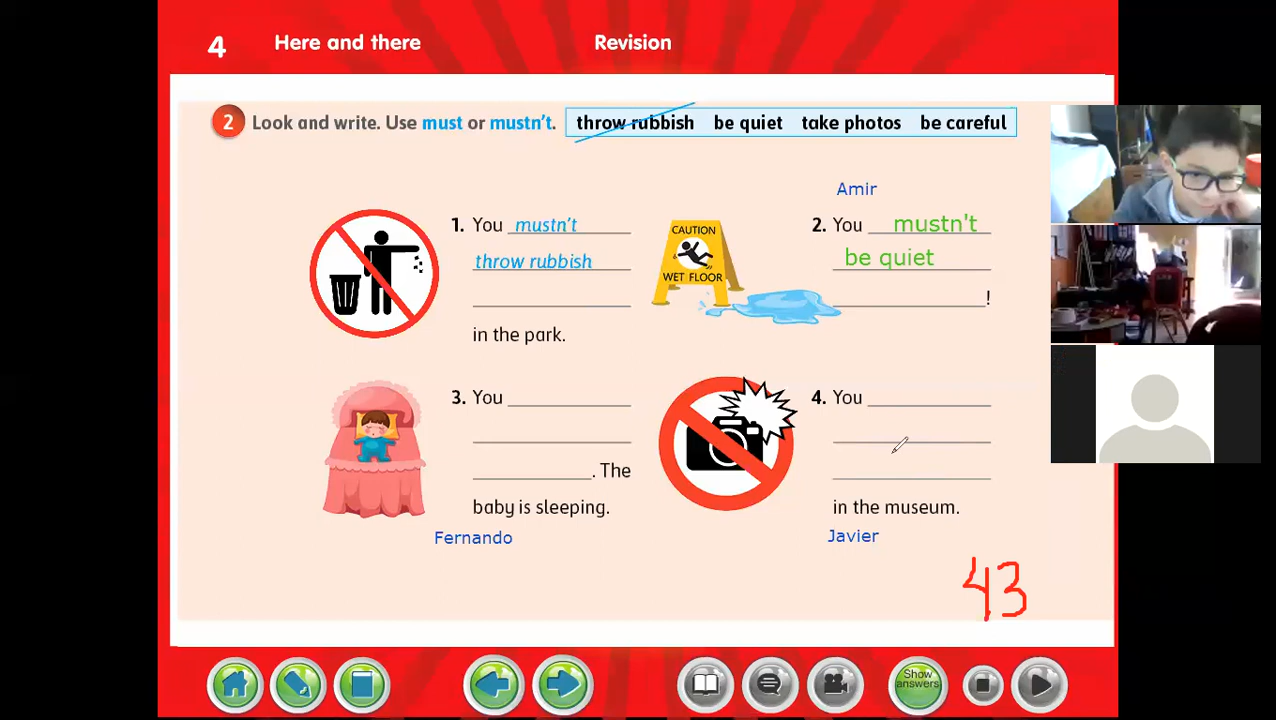 4 Here and there Revision
2 Look and write. Use must or mustn't. throw rubbish be quiet take photos be careful
Amir
1. You mustn't
throw rubbish
in the park.
CAUTION
WET FLOOR
2. You mustn't
be quiet
!
3. You
. The
baby is sleeping.
Fernando
4. You
in the museum.
Javier
43
Show
answers